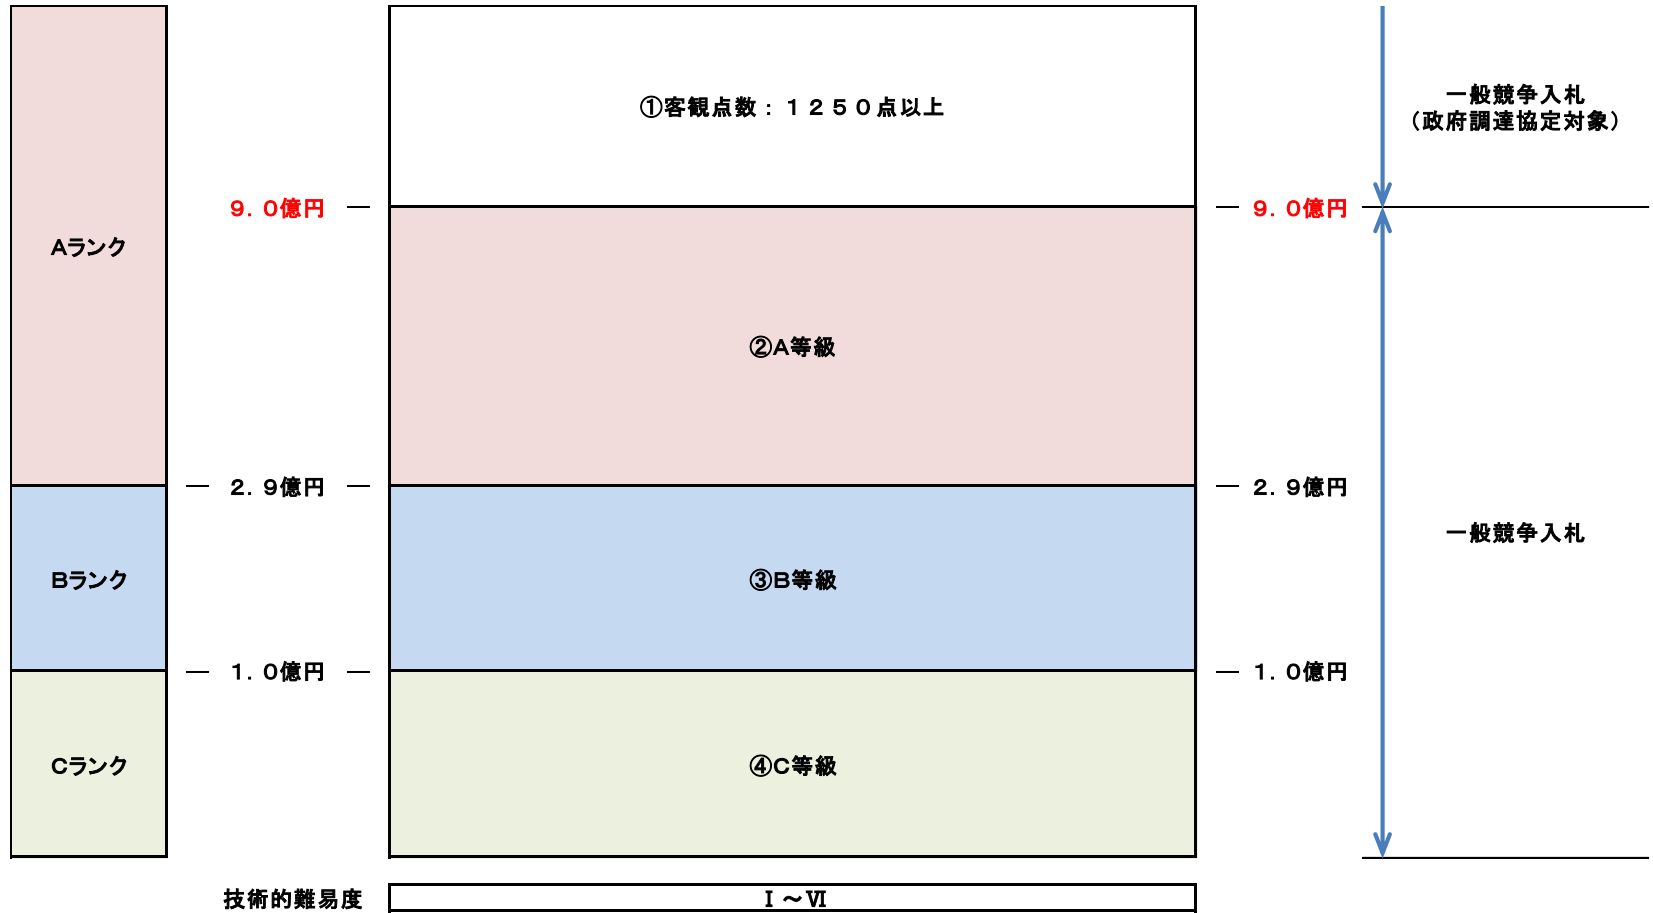 ①客観点数：１２５０点以上
一般競争入札
（政府調達協定対象）
９．０億円
９．０億円
Aランク
②A等級
２．９億円
２．９億円
一般競争入札
Bランク
③B等級
１．０億円
１．０億円
Cランク
④C等級
技術的難易度
Ⅰ～Ⅵ